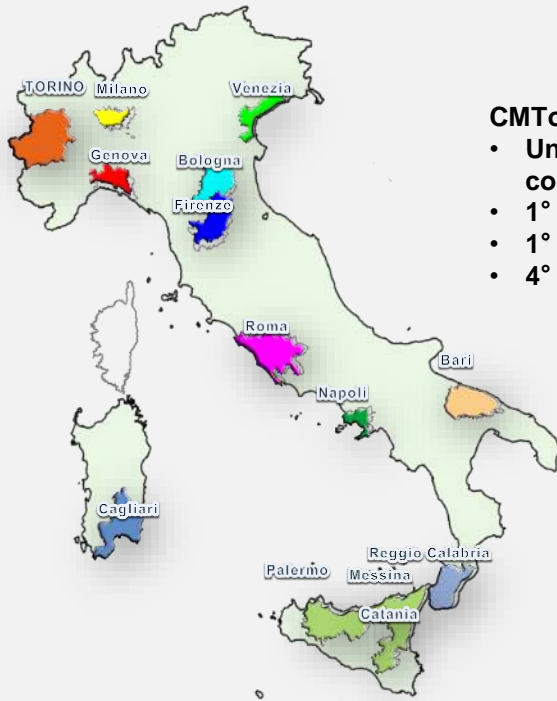 TORINO
Milano
Venezia
Genova
Bologna
Firenze
Roma
Napoli
Bari
Cagliari
Reggio Calabria
Palermo
Messina
Catania
CMTo
• Un
co
• 1°
• 1°
• 4°